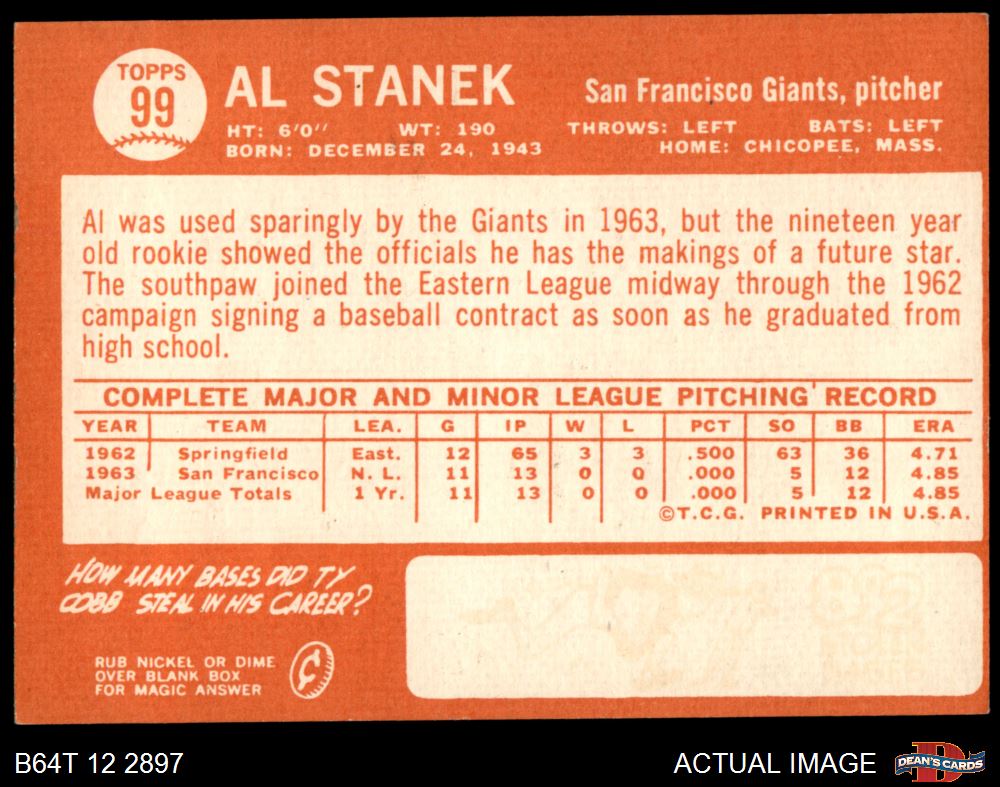 TOPPS
99
AL STANEK
San Francisco Giants, pitcher
HT: 6'0" WT: 190 THROWS: LEFT BATS: LEFT
BORN: DECEMBER 24, 1943 HOME: CHICOPEE, MASS.
Al was used sparingly by the Giants in 1963, but the nineteen year
old rookie showed the officials he has the makings of a future star.
The southpaw joined the Eastern League midway through the 1962
campaign signing a baseball contract as soon as he graduated from
high school.
COMPLETE MAJOR AND MINOR LEAGUE PITCHING RECORD
YEAR TEAM LEA. G IP W L PCT SO BB ERA
1962 Springfield East. 12 65 3 3 .500 63 36 4.71
1963 San Francisco N. L. 11 13 0 0 .000 5 12 4.85
Major League Totals 1 Yr. 11 13 0 0 .000 5 12 4.85
©T.C.G. PRINTED IN U.S.A.
HOW MANY BASES DID TY
COBB STEAL IN HIS CAREER?
RUB NICKEL OR DIME
OVER BLANK BOX
FOR MAGIC ANSWER
892
B64T 12 2897
ACTUAL IMAGE
DEAN'S CARDS